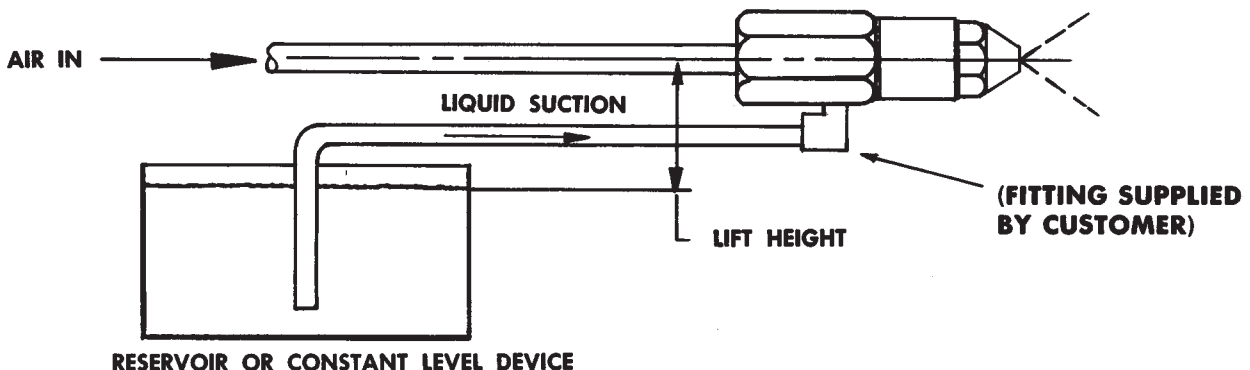 AIR IN
LIQUID SUCTION
(FITTING SUPPLIED
BY CUSTOMER)
LIFT HEIGHT
RESERVOIR OR CONSTANT LEVEL DEVICE